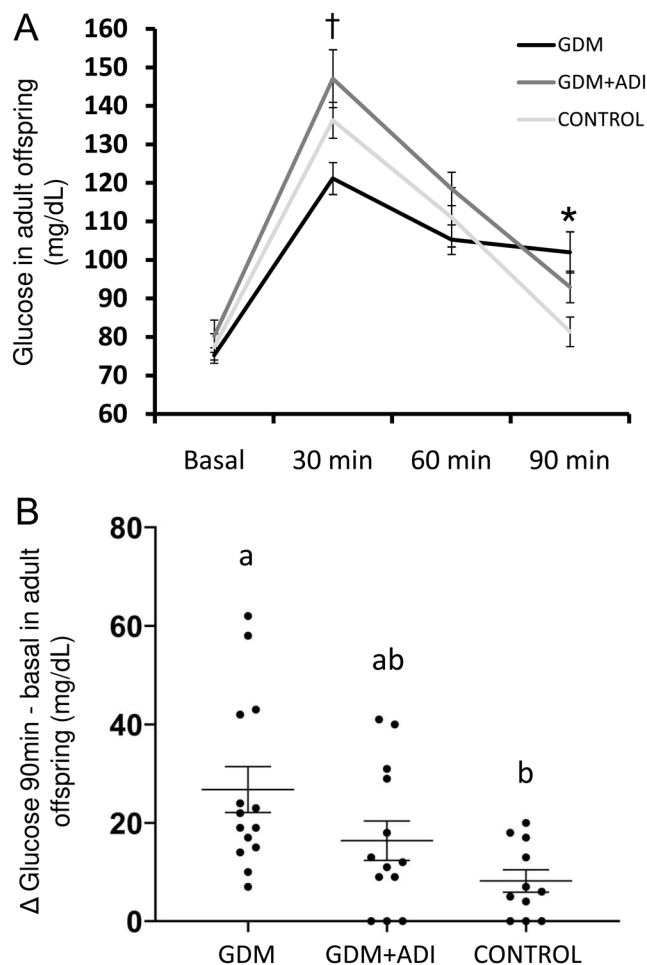 A
Glucose in adult offspring
(mg/dL)
160
150
140
130
120
110
100
90
80
70
60
†
*
GDM
GDM+ADI
CONTROL
Basal
30 min
60 min
90 min
B
Δ Glucose 90min - basal in adult
offspring (mg/dL)
80
60
40
20
0
a
ab
b
GDM
GDM+ADI
CONTROL